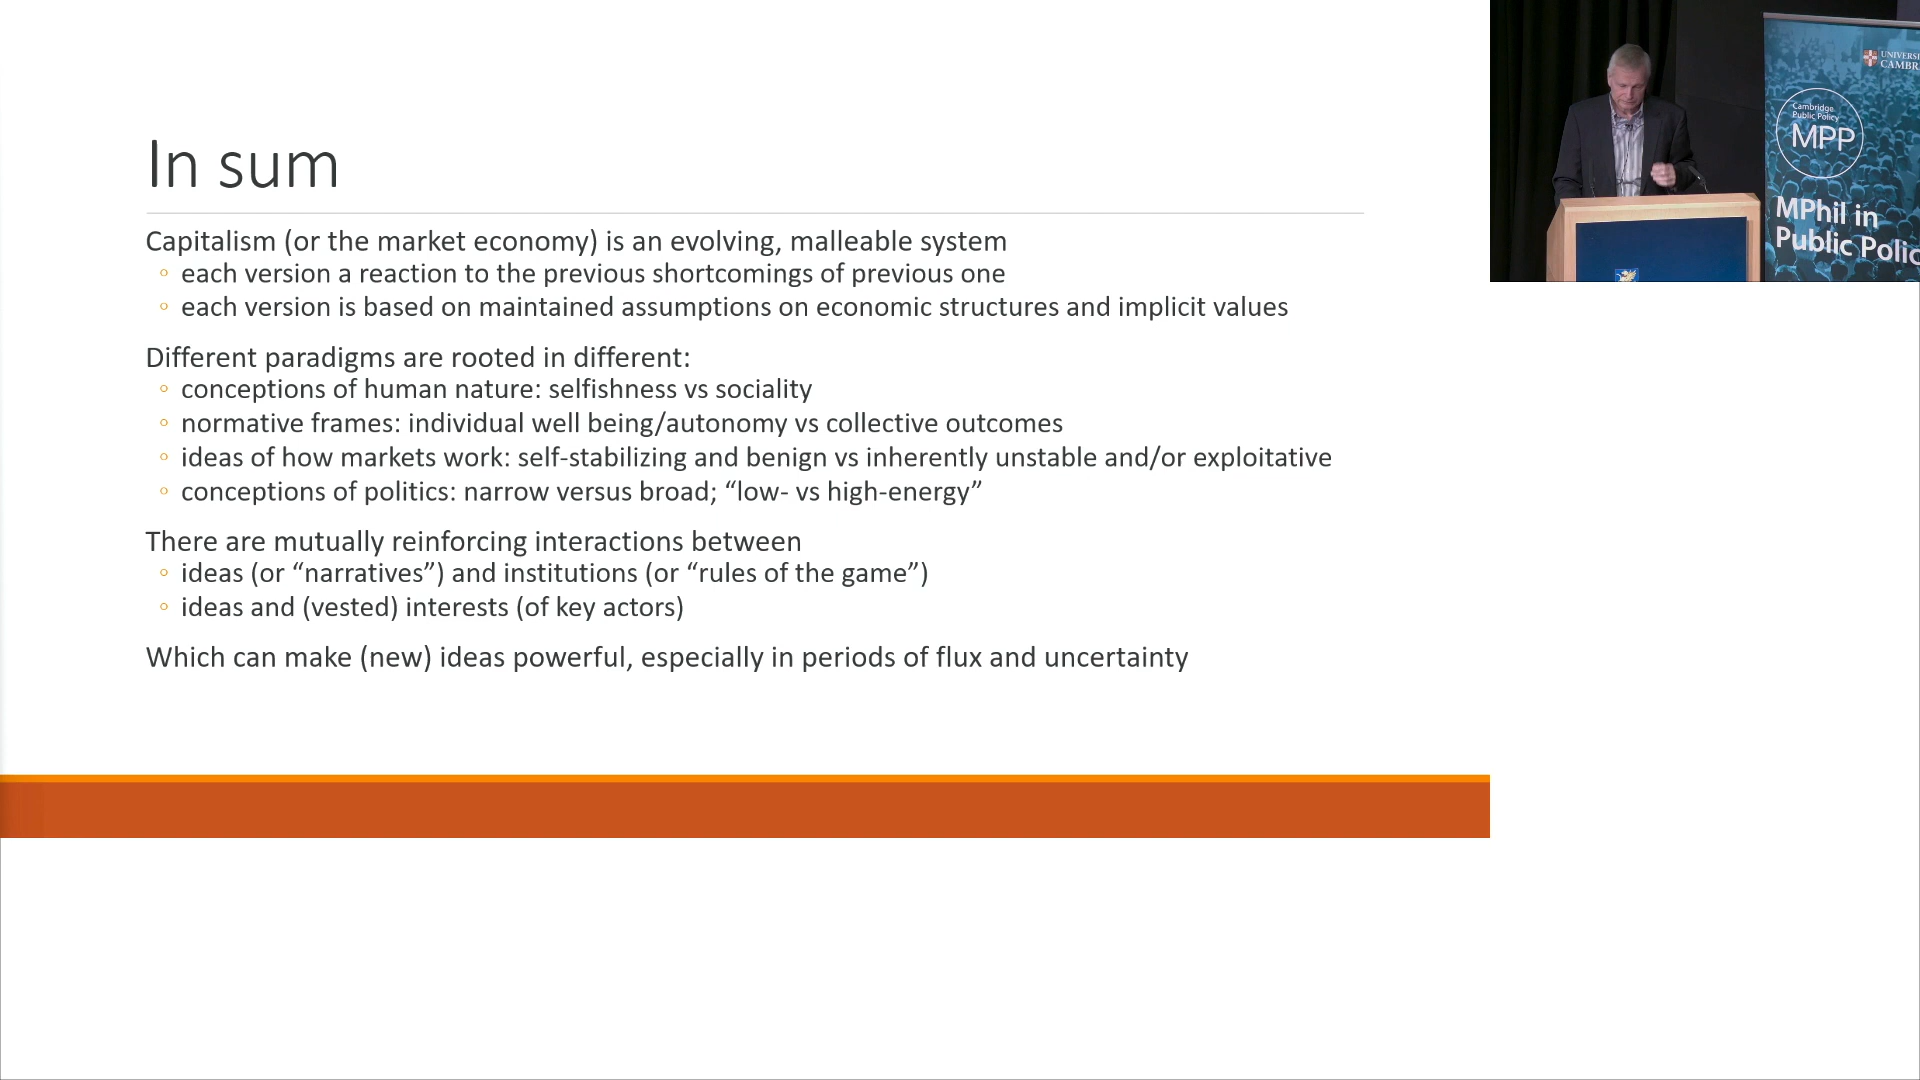 In sum
Capitalism (or the market economy) is an evolving, malleable system
◦ each version a reaction to the previous shortcomings of previous one
◦ each version is based on maintained assumptions on economic structures and implicit values
Different paradigms are rooted in different:
◦ conceptions of human nature: selfishness vs sociality
◦ normative frames: individual well being/autonomy vs collective outcomes
◦ ideas of how markets work: self-stabilizing and benign vs inherently unstable and/or exploitative
◦ conceptions of politics: narrow versus broad; “low- vs high-energy”
There are mutually reinforcing interactions between
◦ ideas (or “narratives”) and institutions (or “rules of the game”)
◦ ideas and (vested) interests (of key actors)
Which can make (new) ideas powerful, especially in periods of flux and uncertainty
UNIVERSI
CAMBR
Cambridge
Public Policy
MPP
MPhil in
Public Polic